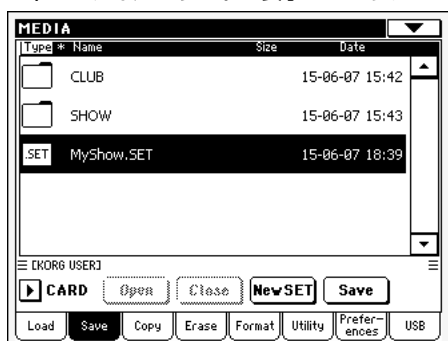 MEDIA
Type * Name Size Date
CLUB 15-06-07 15:42
SHOW 15-06-07 15:43
.SET MyShow.SET 15-06-07 18:39
[KORG USER]
CARD Open Close New SET Save
Load Save Copy Erase Format Utility Prefer-ences USB